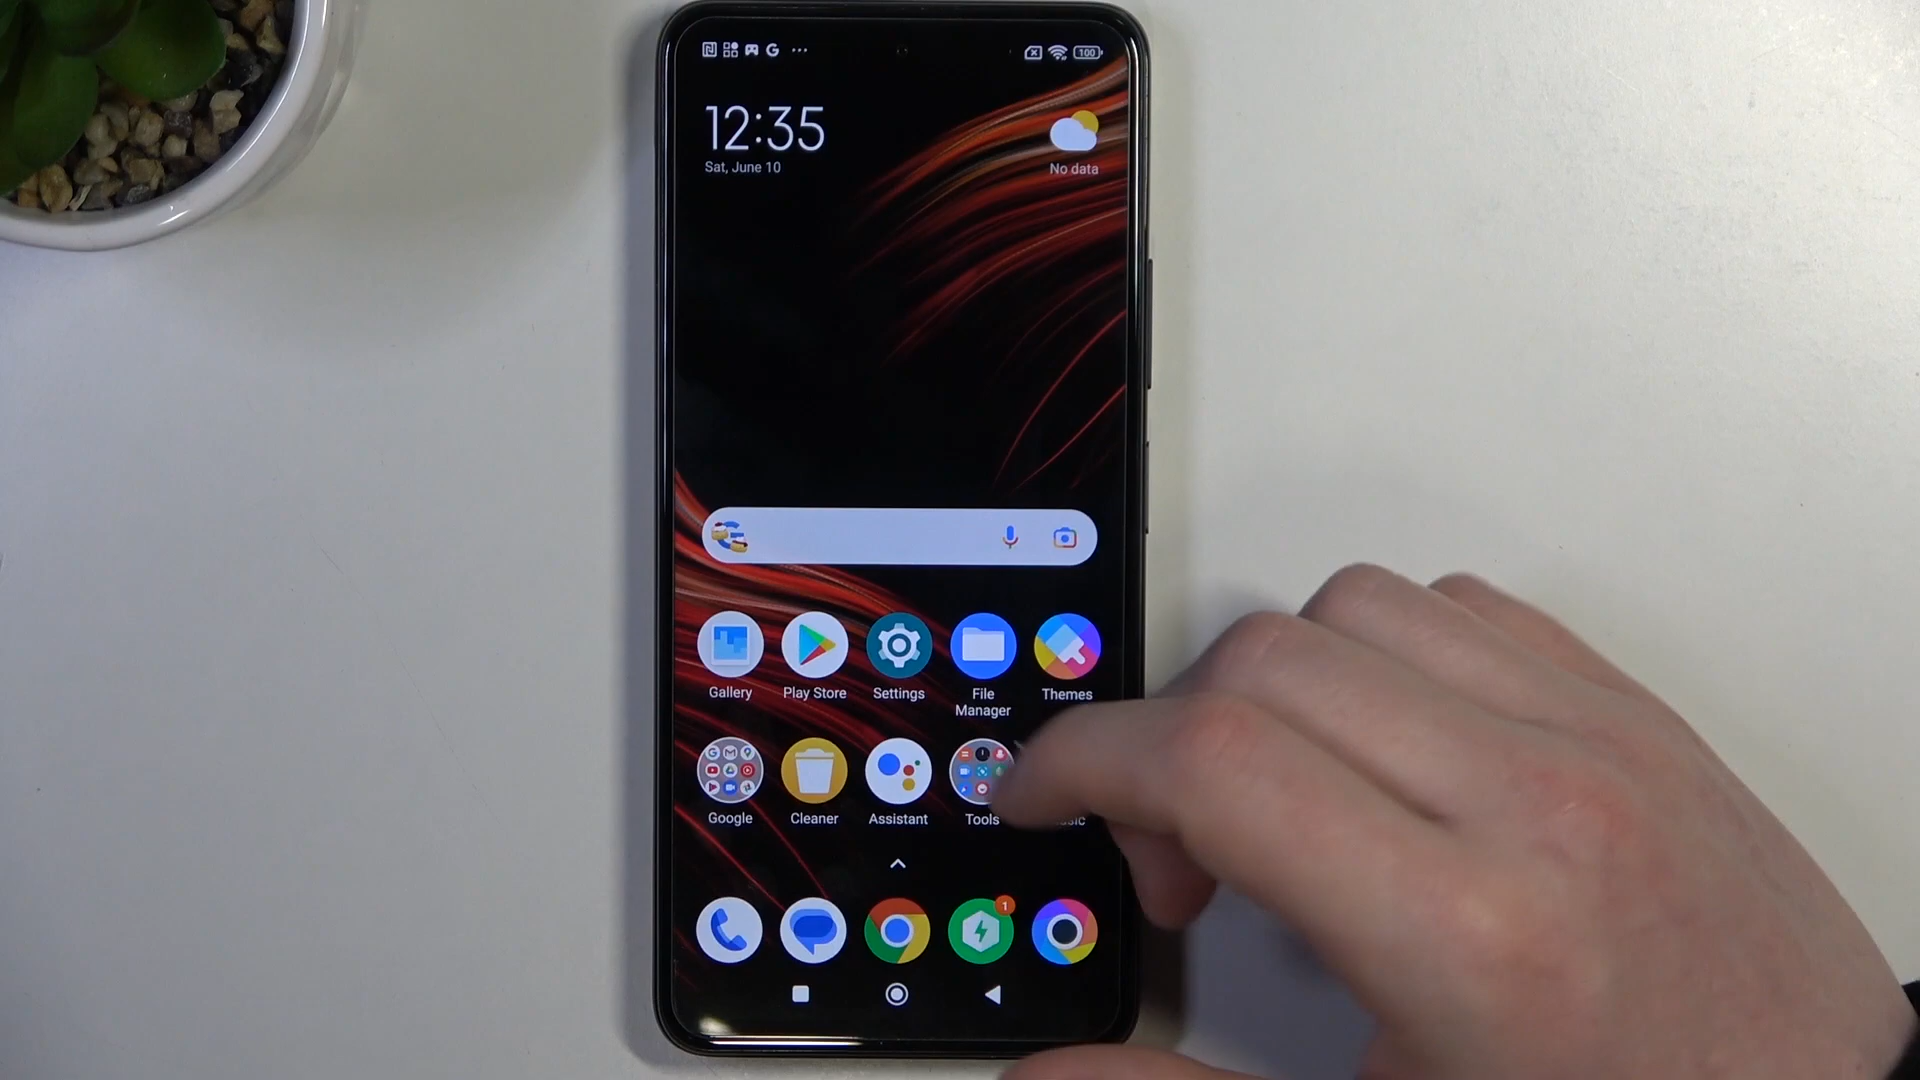 100
12:35
Sat, June 10
No data
Gallery
Play Store
Settings
File
Manager
Themes
Google
Cleaner
Assistant
Tools
1